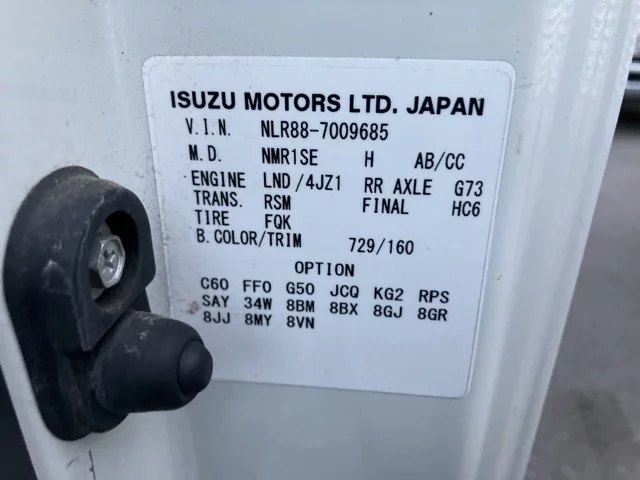 ISUZU MOTORS LTD. JAPAN
V.I.N. NLR88-7009685
M.D. NMR1SE H AB/CC
ENGINE LND/4JZ1 RR AXLE G73
TRANS. RSM FINAL HC6
TIRE FQK
B.COLOR/TRIM 729/160
OPTION
C60 FF0 G50 JCQ KG2 RPS
SAY 34W 8BM 8BX 8GJ 8GR
8JJ 8MY 8VN